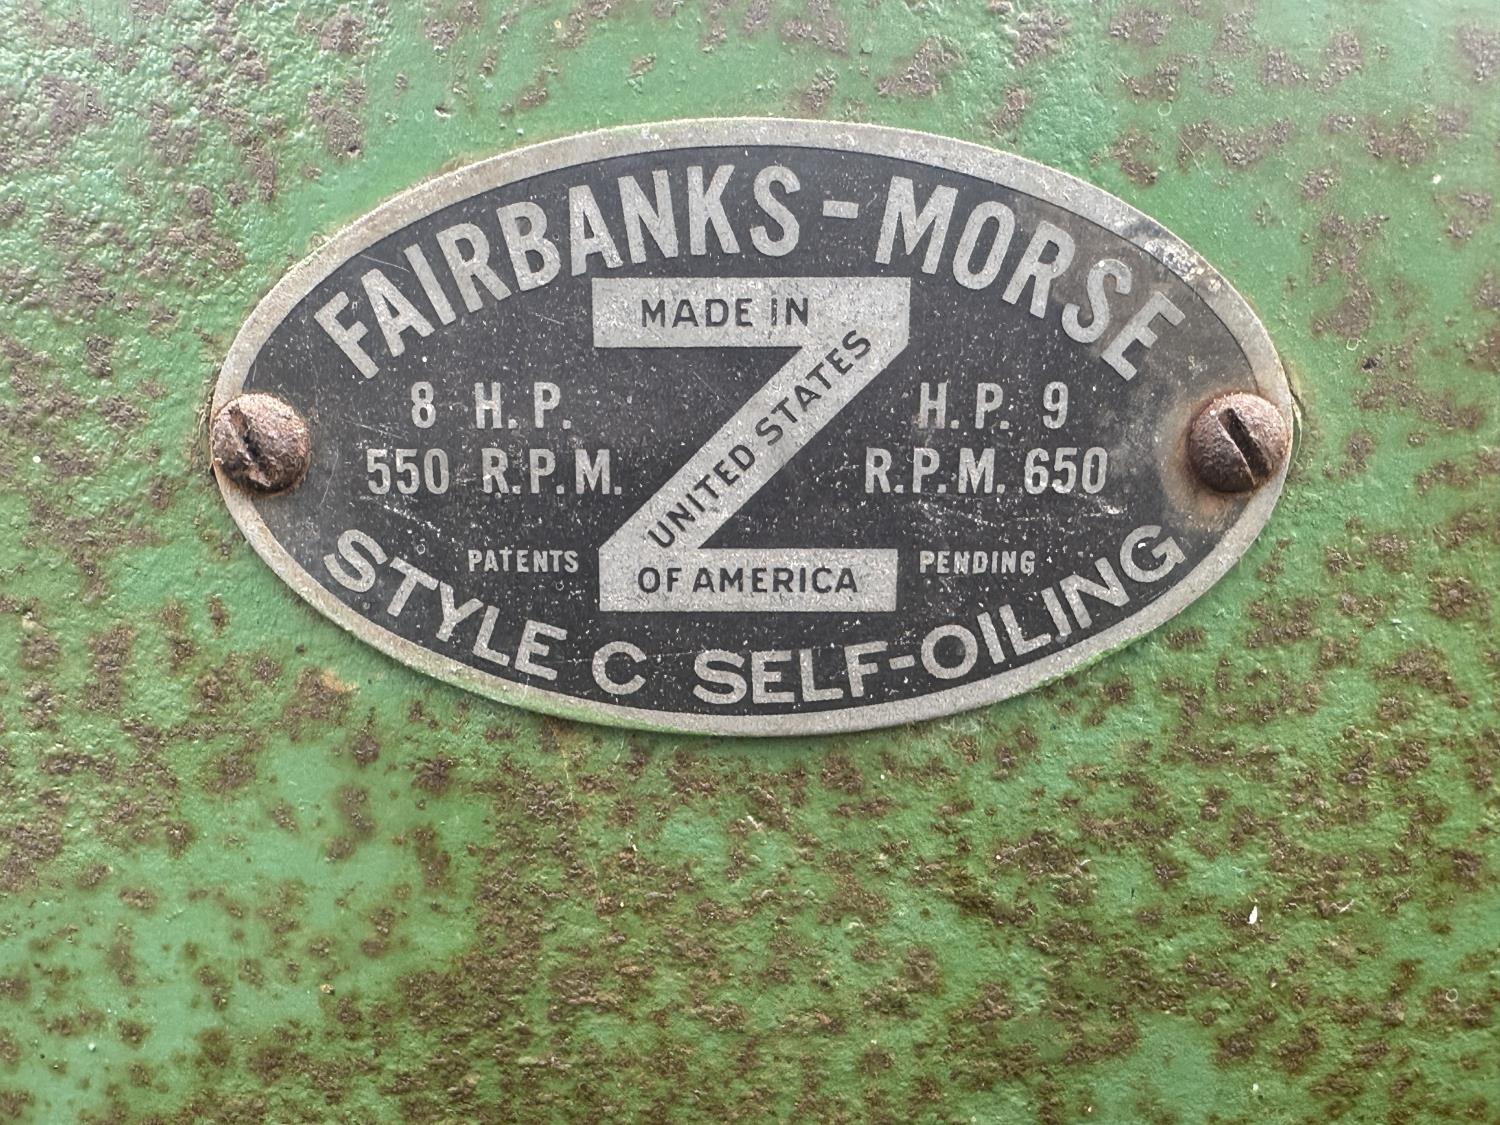 FAIRBANKS-MORSE
Z
MADE IN
UNITED STATES
OF AMERICA
8 H.P.
550 R.P.M.
H.P. 9
R.P.M. 650
PATENTS PENDING
STYLE C SELF-OILING